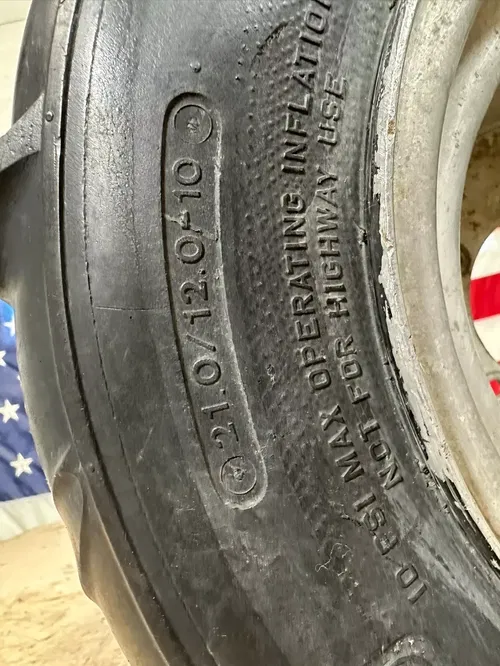 21.0/12.0-10
10 PSI MAX OPERATING INFLATION
NOT FOR HIGHWAY USE